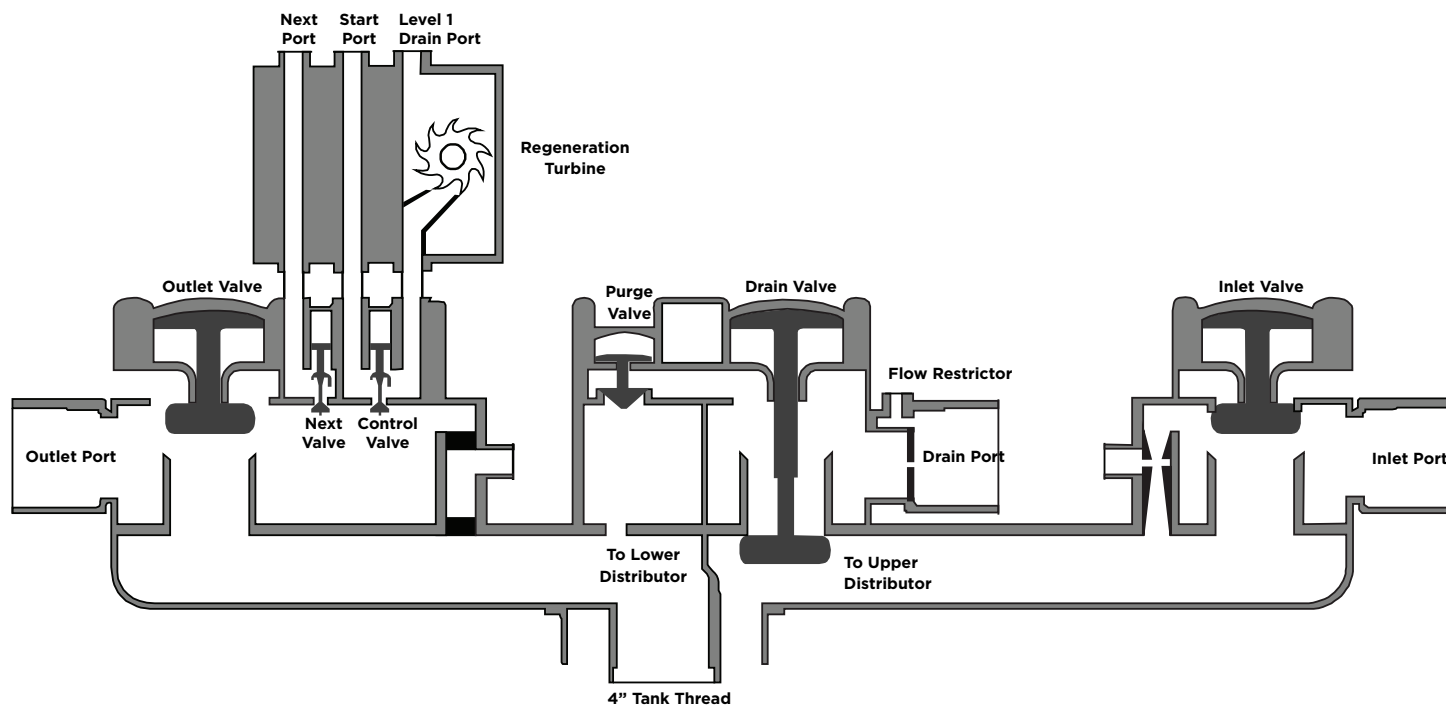 Next
Port
Start
Port
Level 1
Drain Port
Regeneration
Turbine
Outlet Valve
Purge
Valve
Drain Valve
Inlet Valve
Flow Restrictor
Next
Valve
Control
Valve
Outlet Port
Drain Port
Inlet Port
To Lower
Distributor
To Upper
Distributor
4” Tank Thread